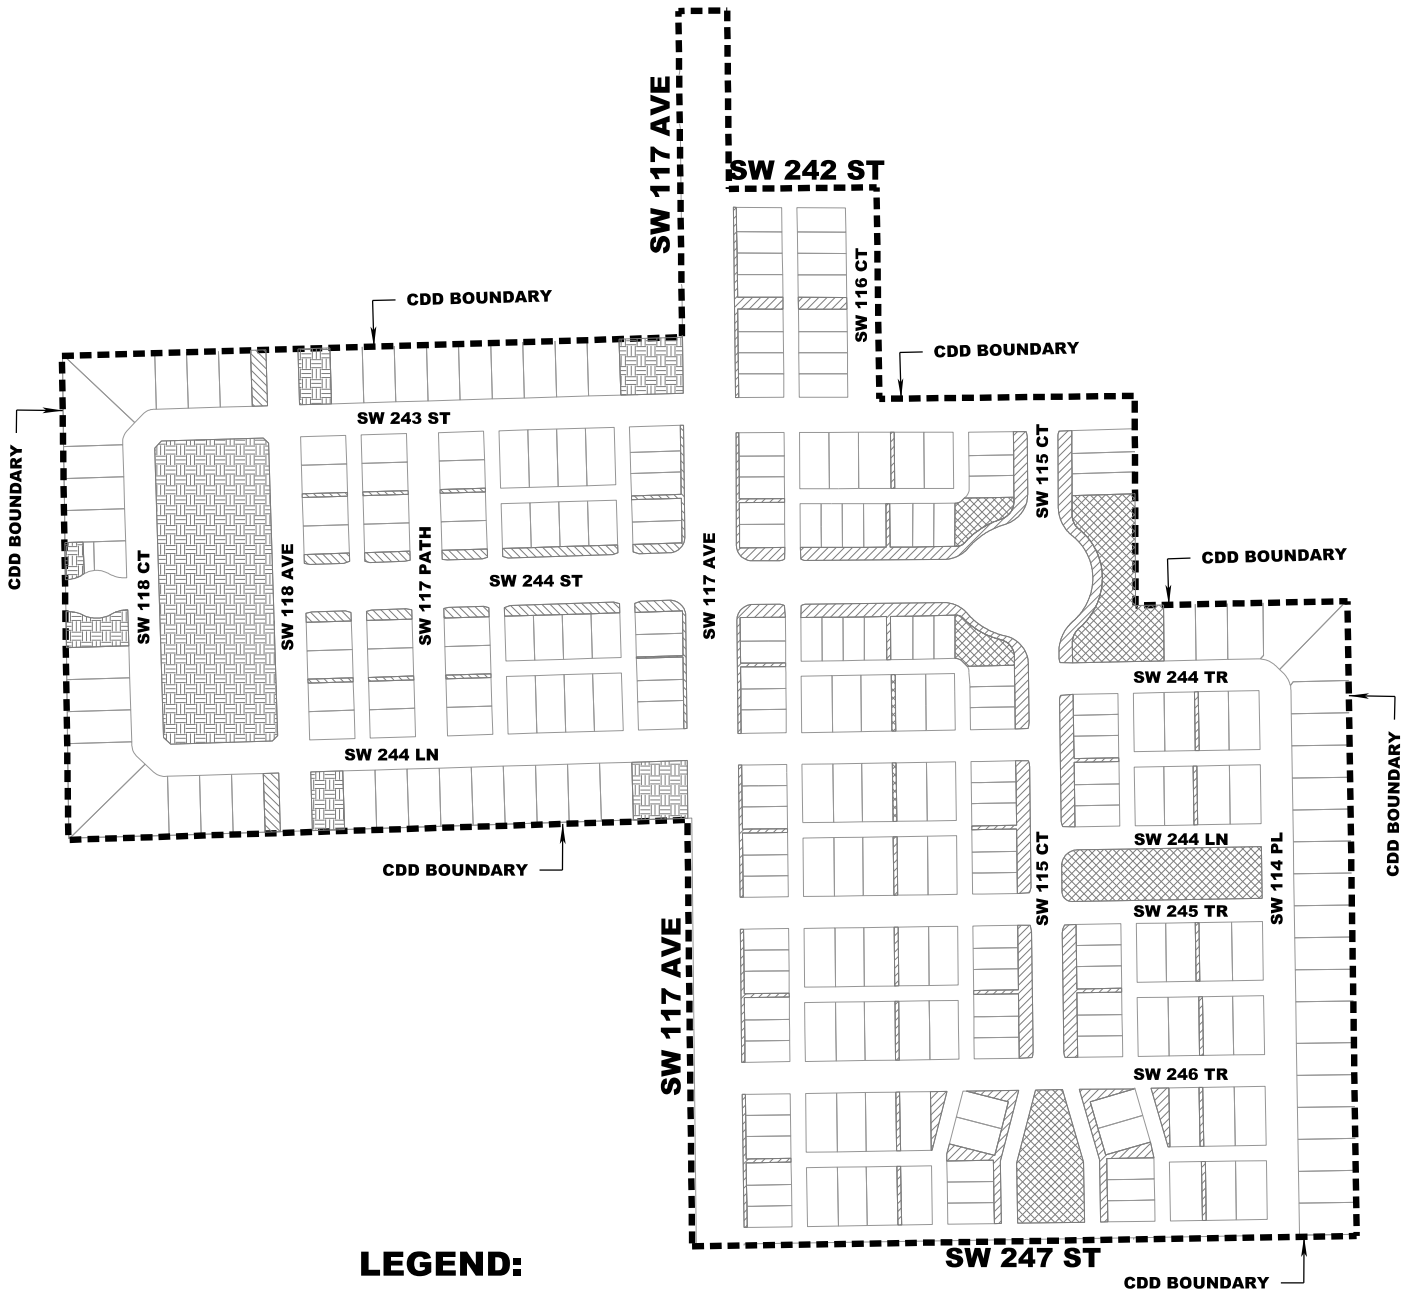 SW 117 AVE
SW 242 ST
SW 116 CT
CDD BOUNDARY
CDD BOUNDARY
CDD BOUNDARY
SW 243 ST
SW 115 CT
SW 118 CT
SW 118 AVE
SW 117 PATH
SW 244 ST
SW 117 AVE
CDD BOUNDARY
SW 244 TR
SW 244 LN
CDD BOUNDARY
SW 244 LN
CDD BOUNDARY
SW 115 CT
SW 114 PL
SW 245 TR
SW 117 AVE
SW 246 TR
LEGEND:
SW 247 ST
CDD BOUNDARY